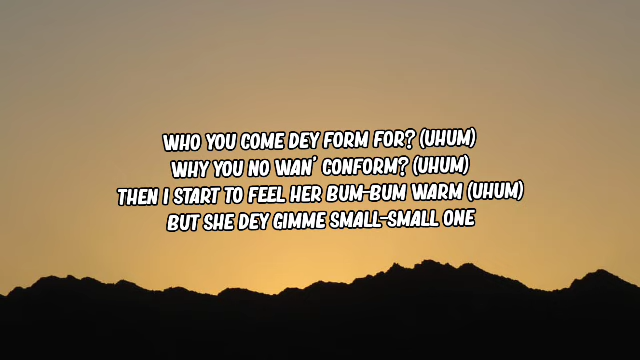 WHO YOU COME DEY FORM FOR? (UHUM)
WHY YOU NO WAN' CONFORM? (UHUM)
THEN I START TO FEEL HER BUM-BUM WARM (UHUM)
BUT SHE DEY GIMME SMALL-SMALL ONE